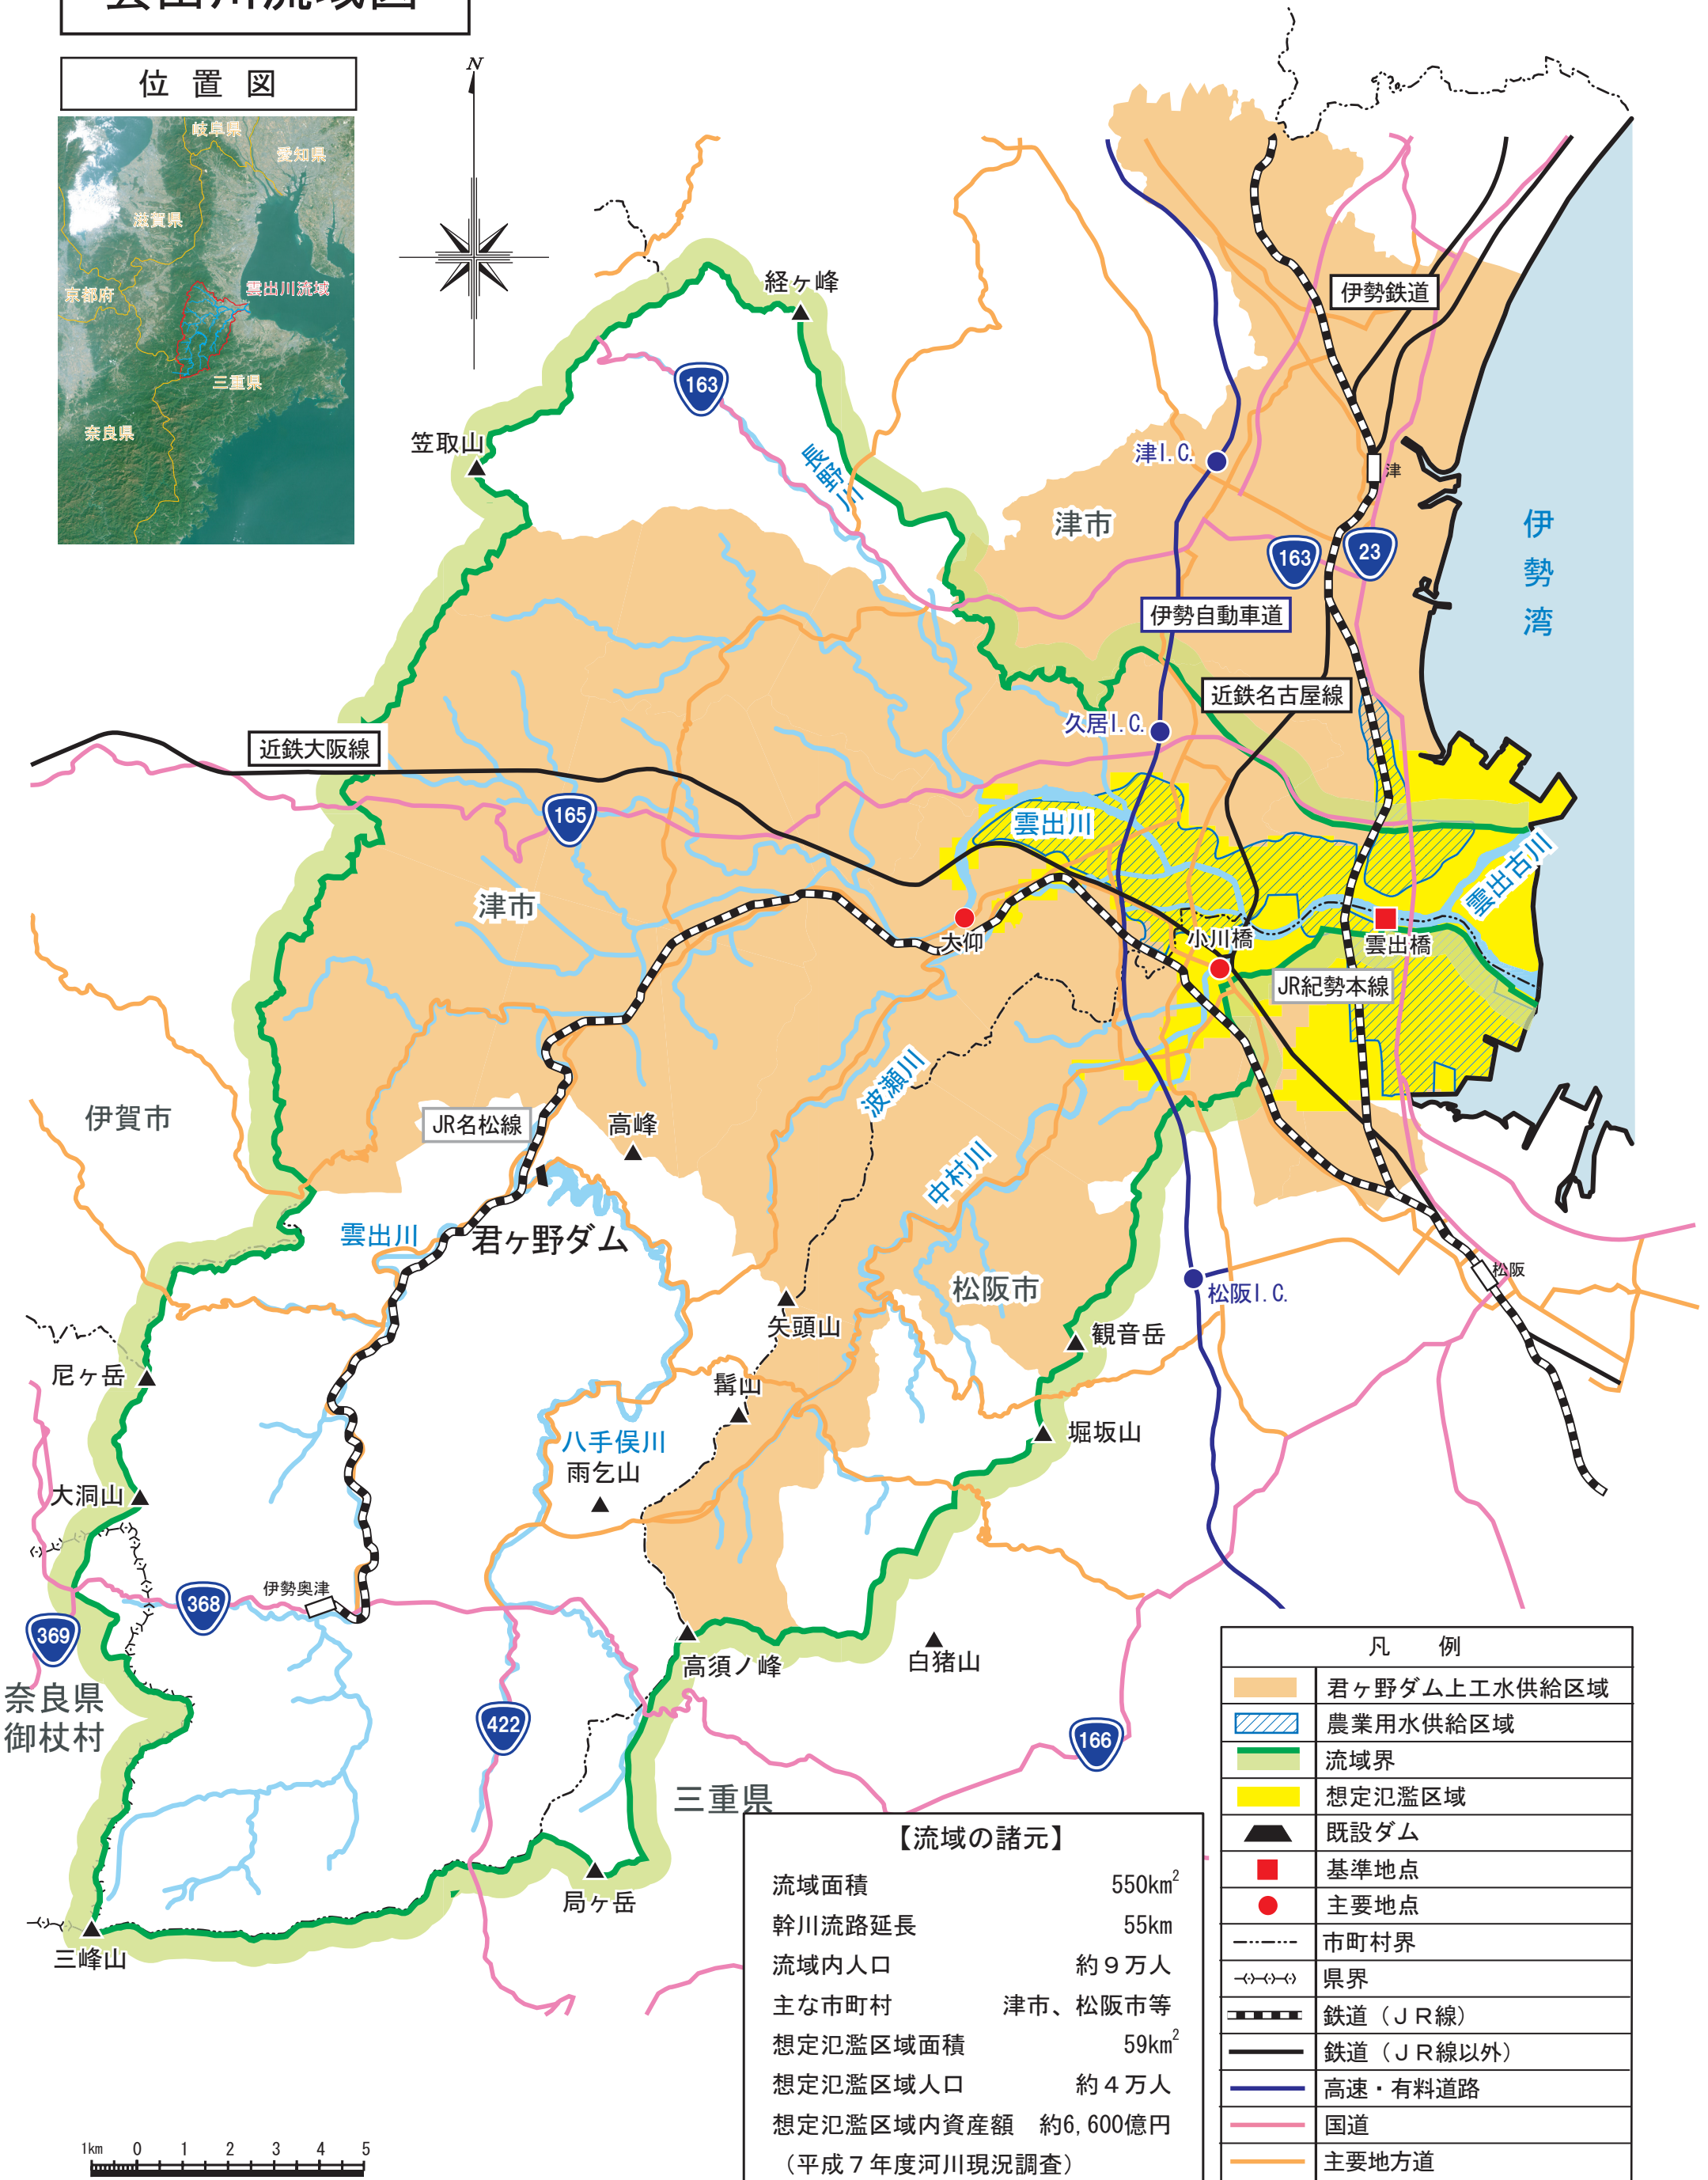 雲出川流域図
位置図
岐阜県
愛知県
滋賀県
京都府
雲出川流域
三重県
奈良県
N
経ヶ峰
163
笠取山
長野川
伊勢鉄道
津I.C.
津
津市
163
23
伊勢湾
伊勢自動車道
近鉄名古屋線
久居I.C.
近鉄大阪線
165
雲出川
雲出古川
津市
大仰
小川橋
雲出橋
JR紀勢本線
波瀬川
伊賀市
JR名松線
高峰
中村川
雲出川
君ヶ野ダム
松阪市
松阪I.C.
松阪
矢頭山
観音岳
尼ヶ岳
髯山
堀坂山
八手俣川
雨乞山
大洞山
伊勢奥津
368
369
高須ノ峰
白猪山
奈良県
御杖村
422
166
三重県
局ヶ岳
三峰山
【流域の諸元】
流域面積 550km²
幹川流路延長 55km
流域内人口 約９万人
主な市町村 津市、松阪市等
想定氾濫区域面積 59km²
想定氾濫区域人口 約４万人
想定氾濫区域内資産額 約6,600億円
（平成７年度河川現況調査）
凡 例
君ヶ野ダム上工水供給区域
農業用水供給区域
流域界
想定氾濫区域
既設ダム
基準地点
主要地点
市町村界
県界
鉄道（ＪＲ線）
鉄道（ＪＲ線以外）
高速・有料道路
国道
主要地方道
1km 0 1 2 3 4 5